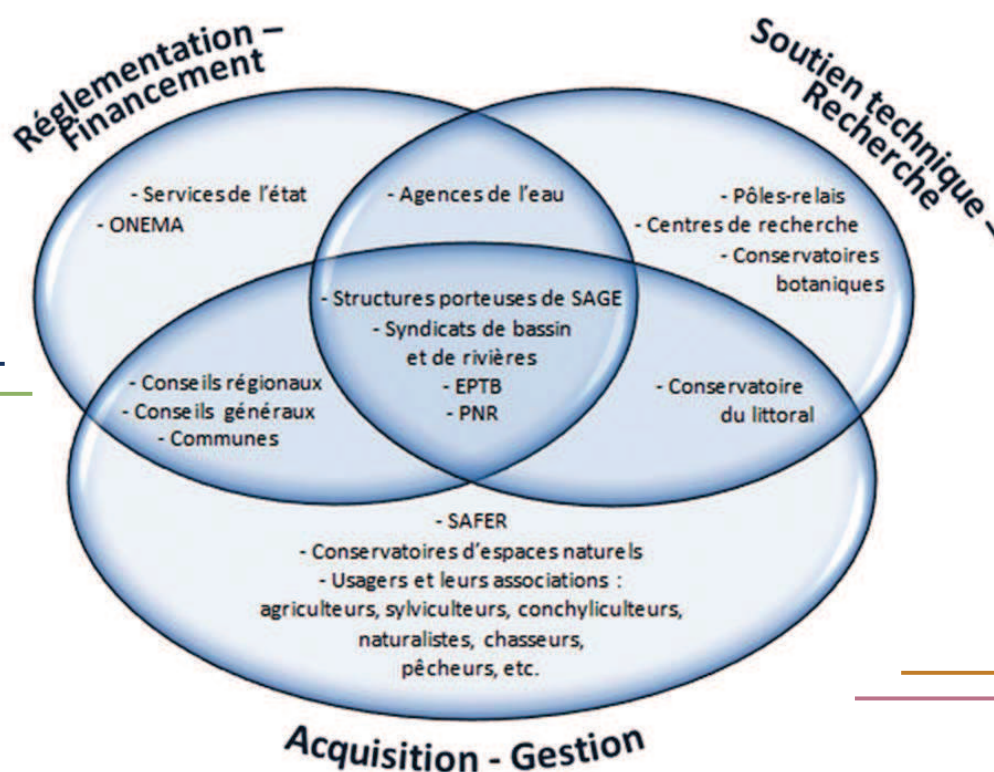 Réglementation –
Financement
Soutien technique –
Recherche
- Services de l'état
- ONEMA
- Agences de l'eau
- Pôles-relais
- Centres de recherche
- Conservatoires
botaniques
- Structures porteuses de SAGE
- Syndicats de bassin
et de rivières
- EPTB
- PNR
- Conseils régionaux
- Conseils généraux
- Communes
- Conservatoire
du littoral
- SAFER
- Conservatoires d'espaces naturels
- Usagers et leurs associations :
agriculteurs, sylviculteurs, conchyliculteurs,
naturalistes, chasseurs,
pêcheurs, etc.
Acquisition - Gestion